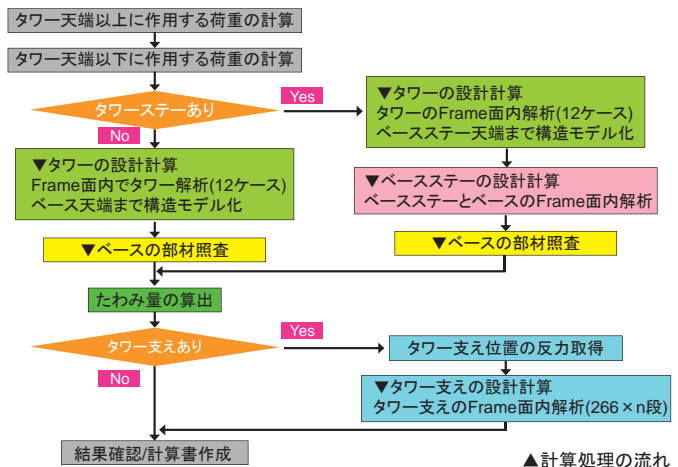 タワー天端以上に作用する荷重の計算
タワー天端以下に作用する荷重の計算
タワーステーあり
Yes
No
▼タワーの設計計算
タワーのFrame面内解析(12ケース)
ベースステー天端まで構造モデル化
▼タワーの設計計算
Frame面内でタワー解析(12ケース)
ベース天端まで構造モデル化
▼ベースステーの設計計算
ベースステーとベースのFrame面内解析
▼ベースの部材照査
▼ベースの部材照査
たわみ量の算出
タワー支えあり
Yes
No
タワー支え位置の反力取得
▼タワー支えの設計計算
タワー支えのFrame面内解析(266×n段)
結果確認/計算書作成
▲計算処理の流れ